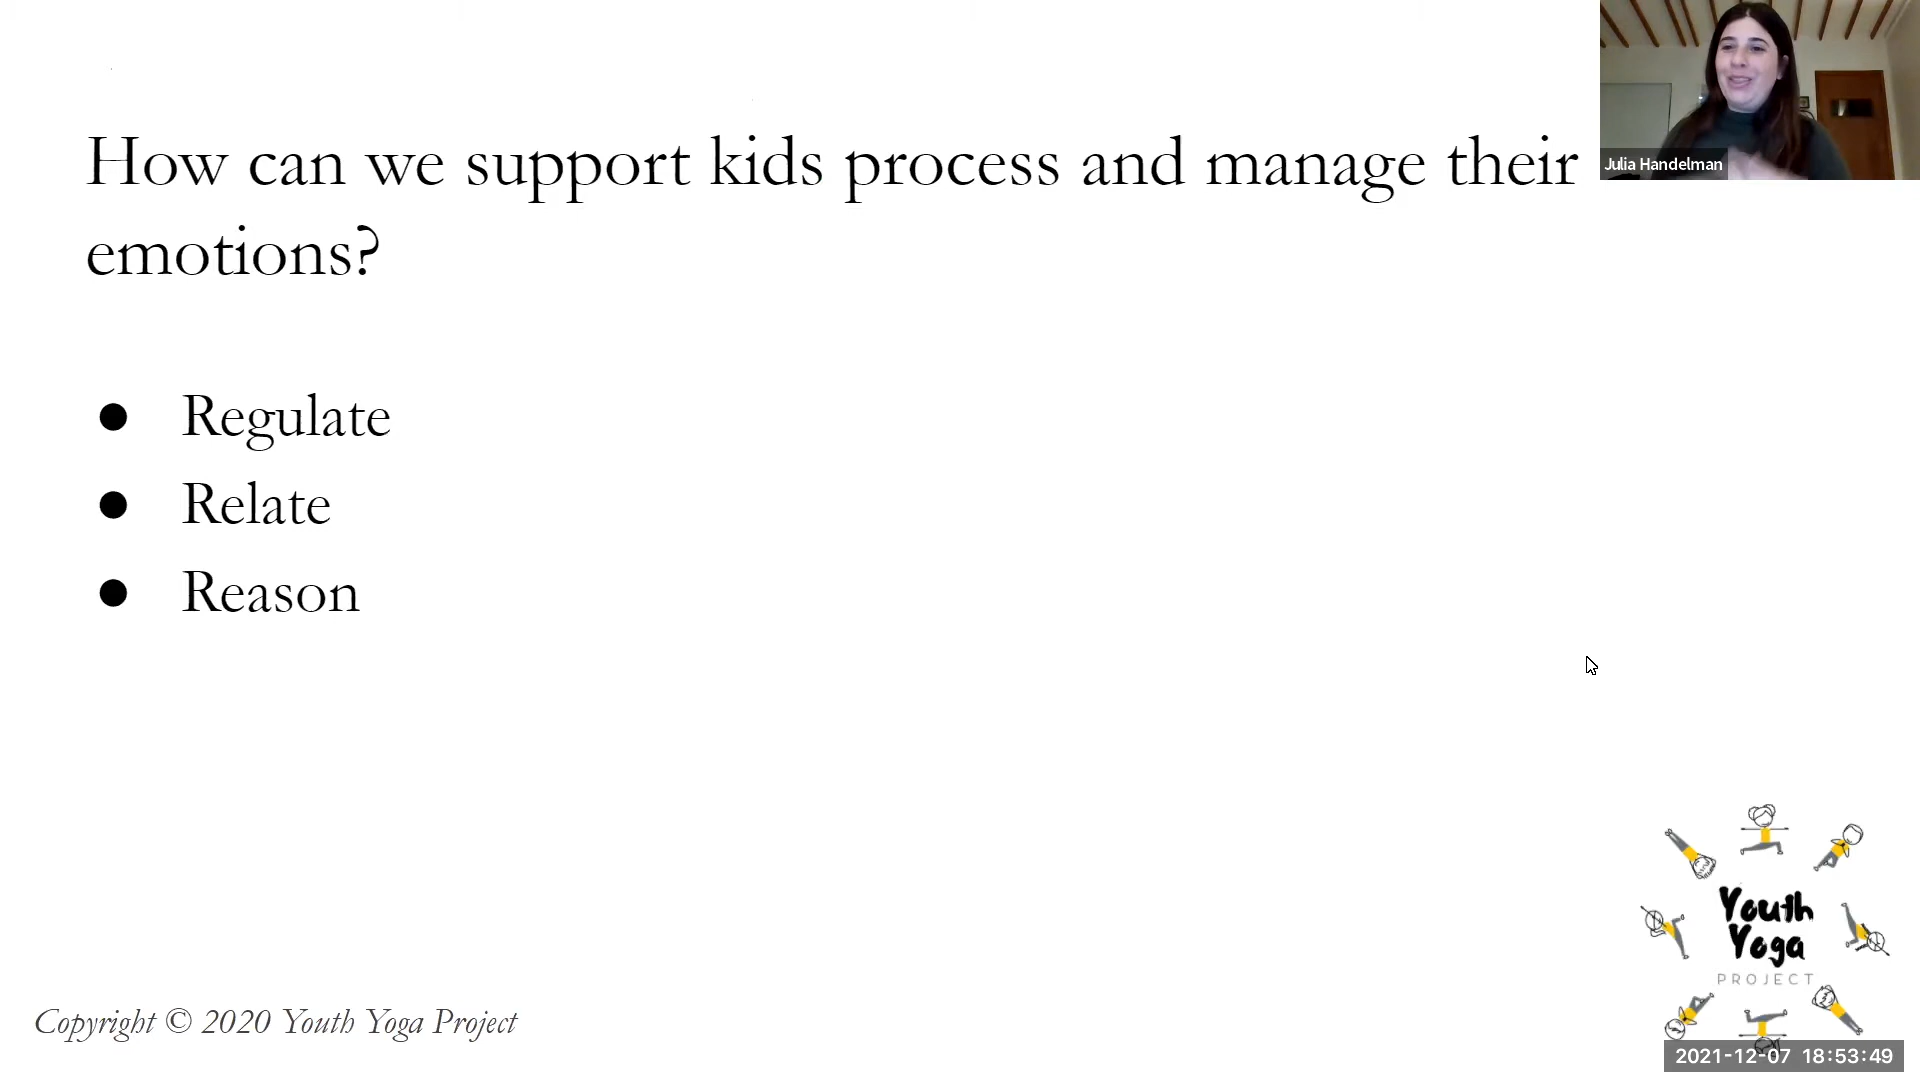 How can we support kids process and manage their
emotions?
Julia Handelman
● Regulate
● Relate
● Reason
Youth
Yoga
PROJECT
Copyright © 2020 Youth Yoga Project
2021-12-07 18:53:49